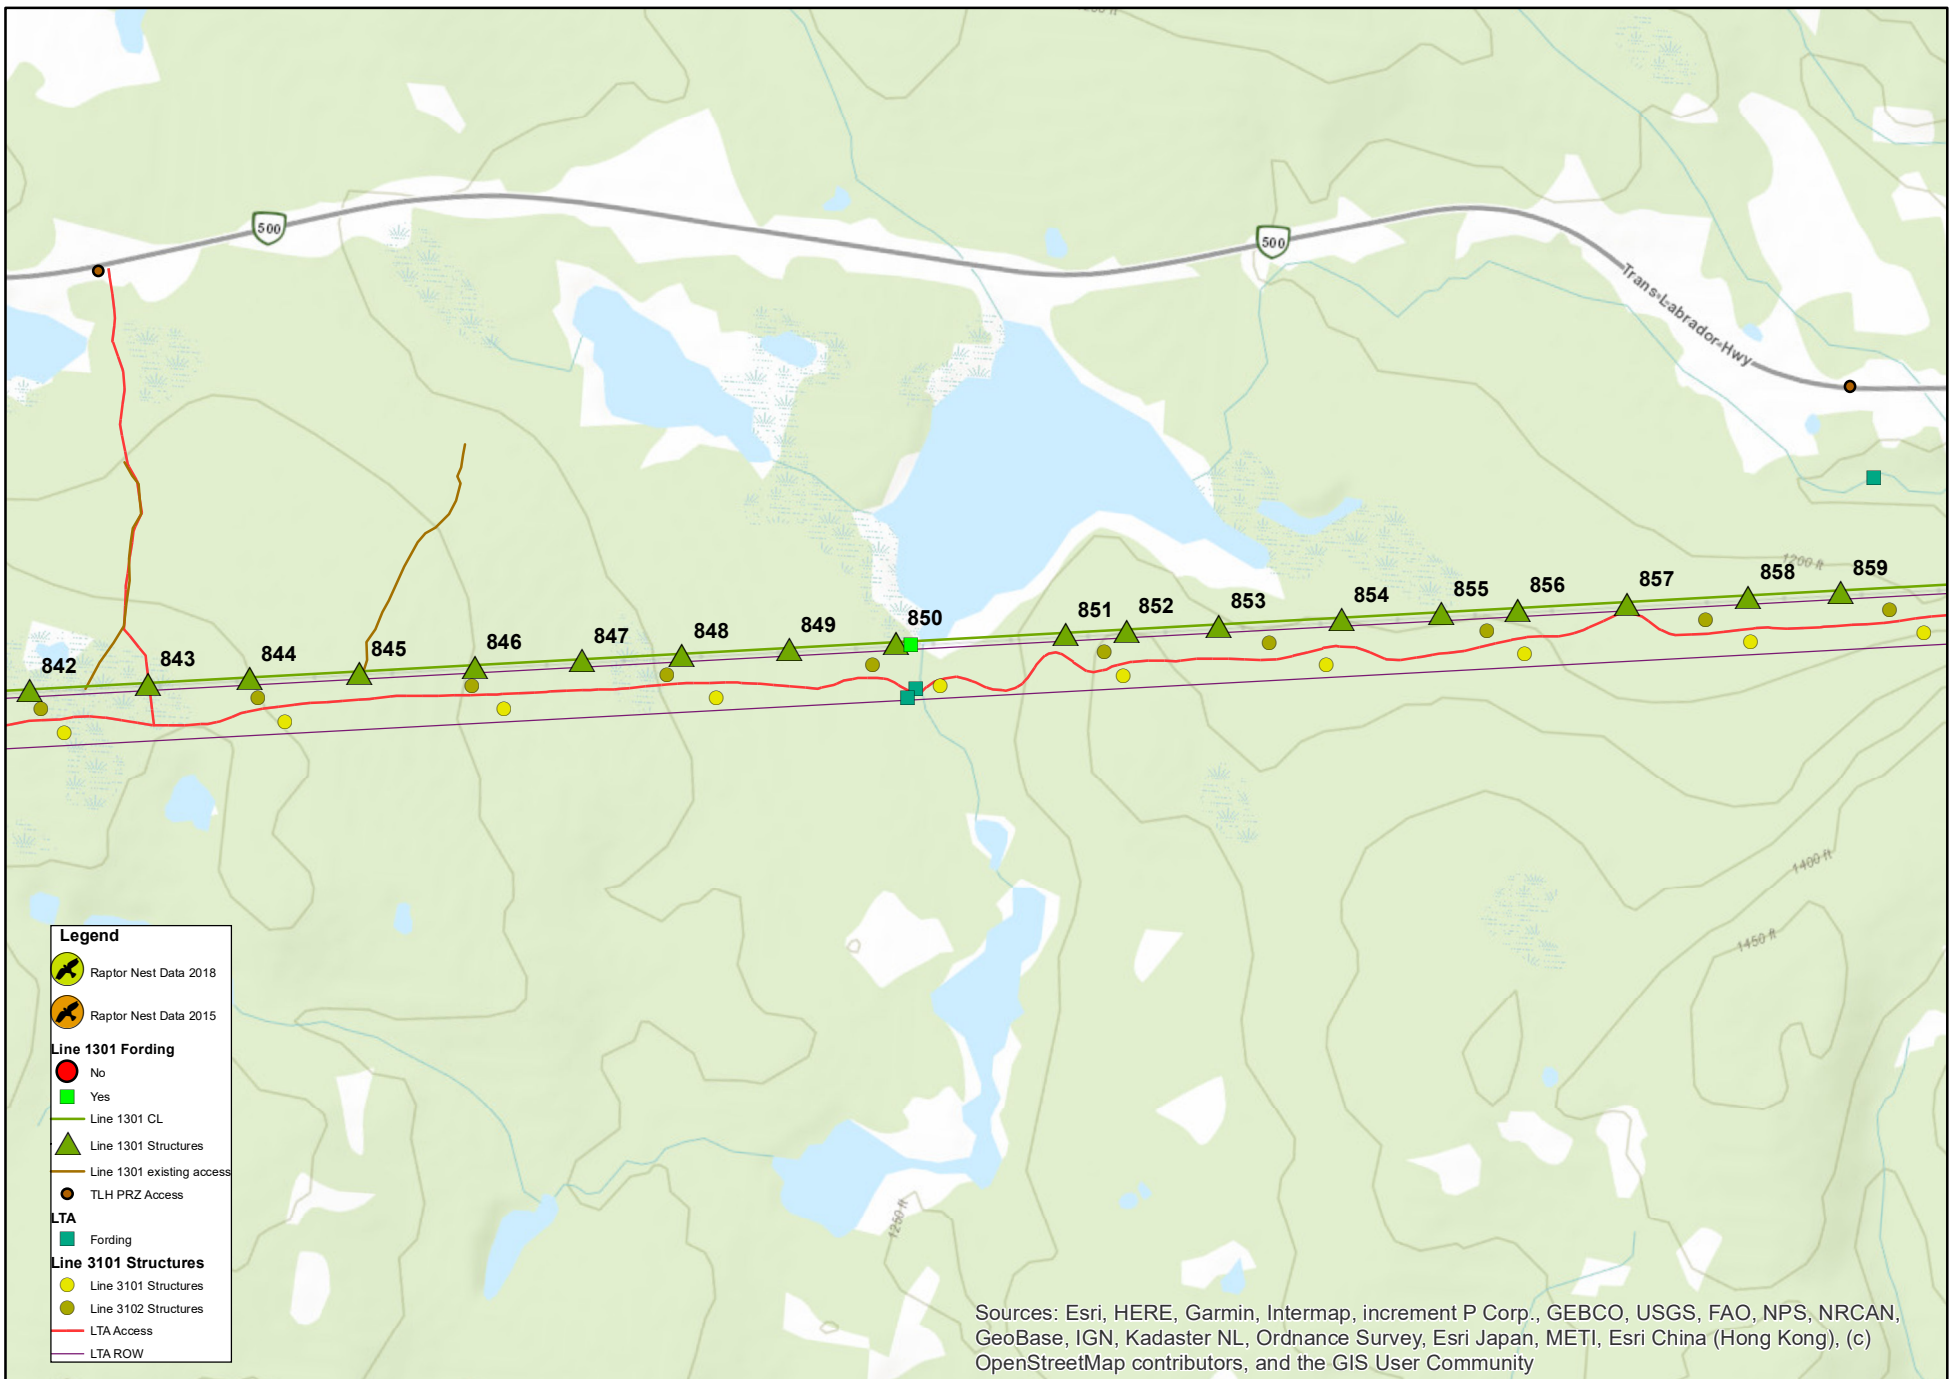 500
500
Trans-Labrador-Hwy
1200 ft
842
843
844
845
846
847
848
849
850
851
852
853
854
855
856
857
858
859
1400 ft
1450 ft
1250 ft
Legend
Raptor Nest Data 2018
Raptor Nest Data 2015
Line 1301 Fording
No
Yes
Line 1301 CL
Line 1301 Structures
Line 1301 existing access
TLH PRZ Access
LTA
Fording
Line 3101 Structures
Line 3101 Structures
Line 3102 Structures
LTA Access
LTA ROW
Sources: Esri, HERE, Garmin, Intermap, increment P Corp., GEBCO, USGS, FAO, NPS, NRCAN,
GeoBase, IGN, Kadaster NL, Ordnance Survey, Esri Japan, METI, Esri China (Hong Kong), (c)
OpenStreetMap contributors, and the GIS User Community